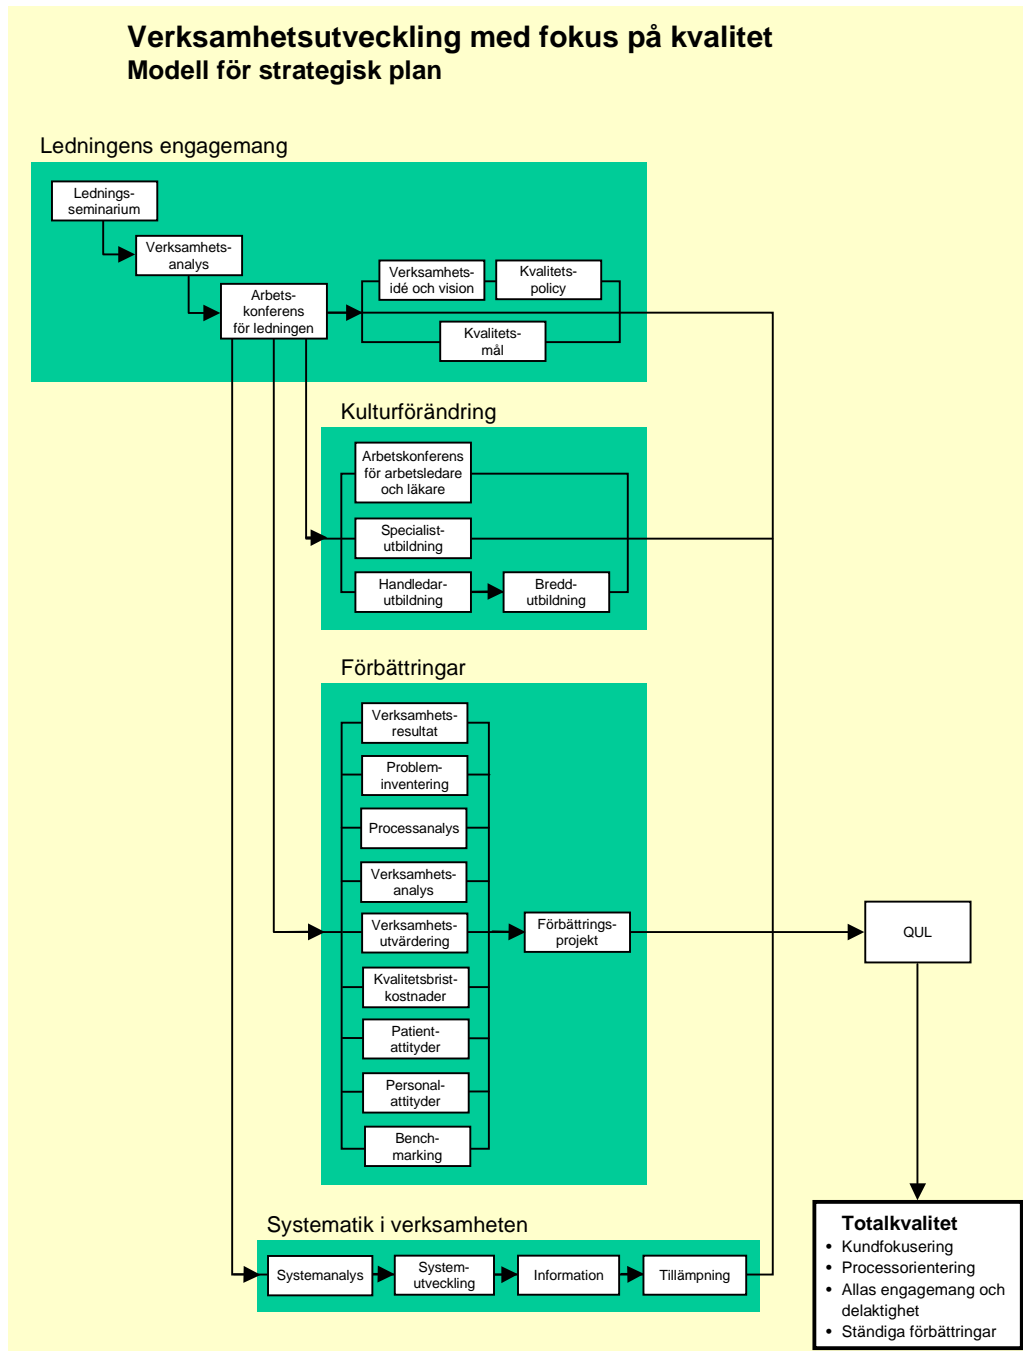 Verksamhetsutveckling med fokus på kvalitet
Modell för strategisk plan
Ledningens engagemang
Lednings-
seminarium
Verksamhets-
analys
Arbets-
konferens
för ledningen
Verksamhets-
idé och vision
Kvalitets-
policy
Kvalitets-
mål
Kulturförändring
Arbetskonferens
för arbetsledare
och läkare
Specialist-
utbildning
Handledar-
utbildning
Bredd-
utbildning
Förbättringar
Verksamhets-
resultat
Problem-
inventering
Processanalys
Verksamhets-
analys
Verksamhets-
utvärdering
Kvalitetsbrist-
kostnader
Patient-
attityder
Personal-
attityder
Bench-
marking
Förbättrings-
projekt
QUL
Systematik i verksamheten
Systemanalys
System-
utveckling
Information
Tillämpning
Totalkvalitet
• Kundfokusering
• Processorientering
• Allas engagemang och
delaktighet
• Ständiga förbättringar